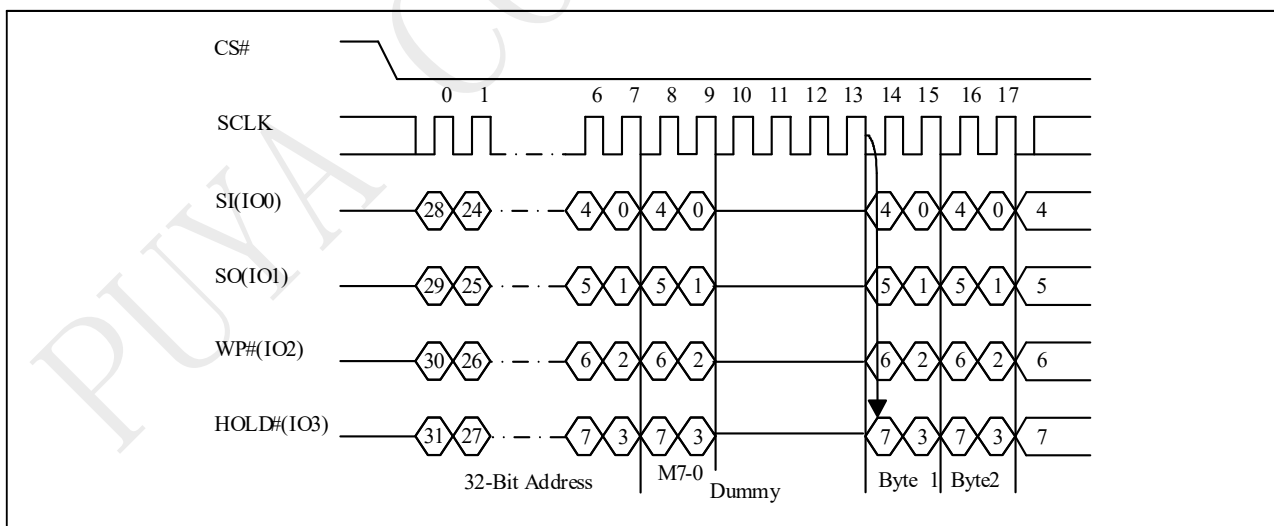 PUYA CO
CS#
0 1 6 7 8 9 10 11 12 13 14 15 16 17
SCLK
SI(IO0) 28 24 4 0 4 0 4 0 4 0 4
SO(IO1) 29 25 5 1 5 1 5 1 5 1 5
WP#(IO2) 30 26 6 2 6 2 6 2 6 2 6
HOLD#(IO3) 31 27 7 3 7 3 7 3 7 3 7
32-Bit Address M7-0 Dummy Byte 1 Byte2